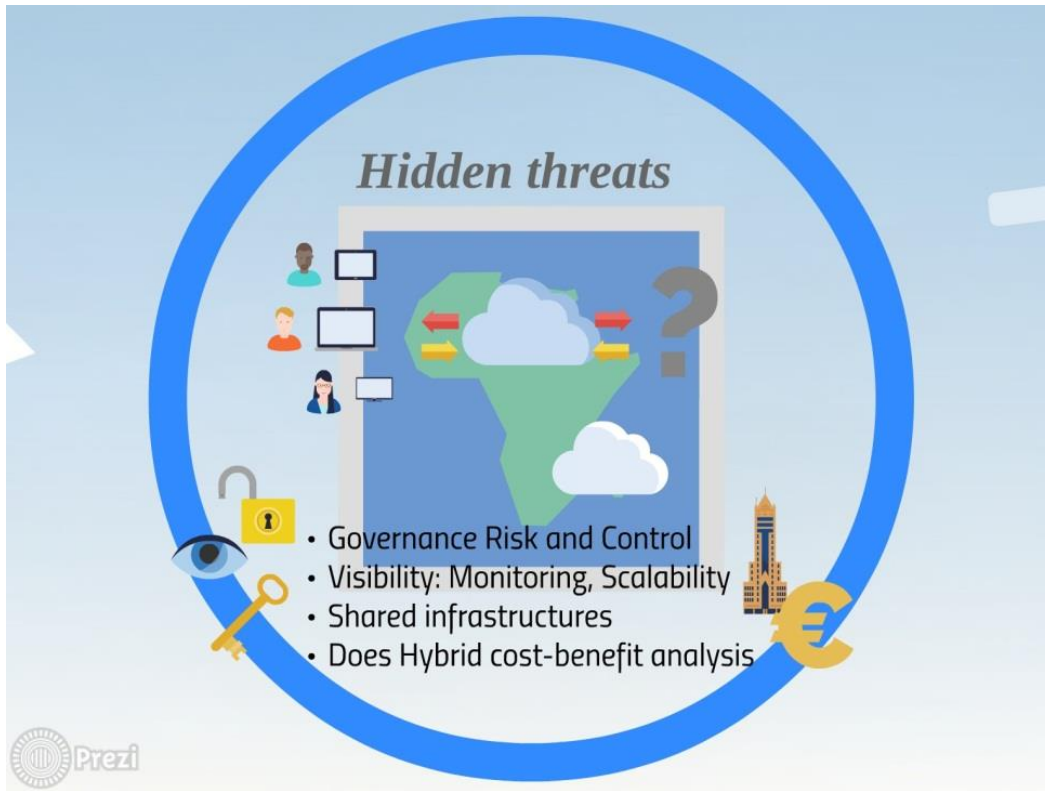 Hidden threats
?
• Governance Risk and Control
• Visibility: Monitoring, Scalability
• Shared infrastructures
• Does Hybrid cost-benefit analysis
€
Prezi